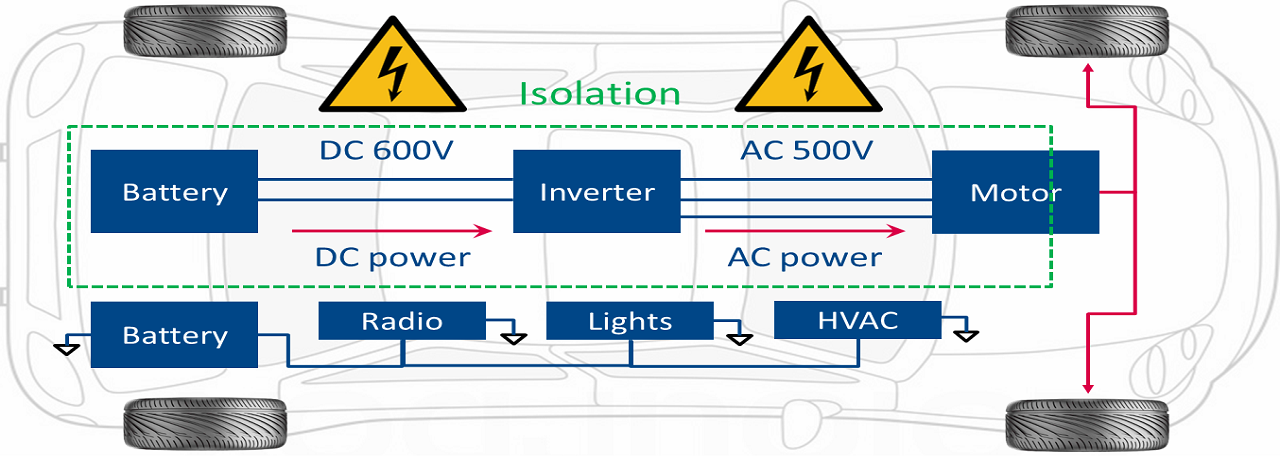 Isolation
DC 600V
AC 500V
Battery
Inverter
Motor
DC power
AC power
Battery
Radio
Lights
HVAC